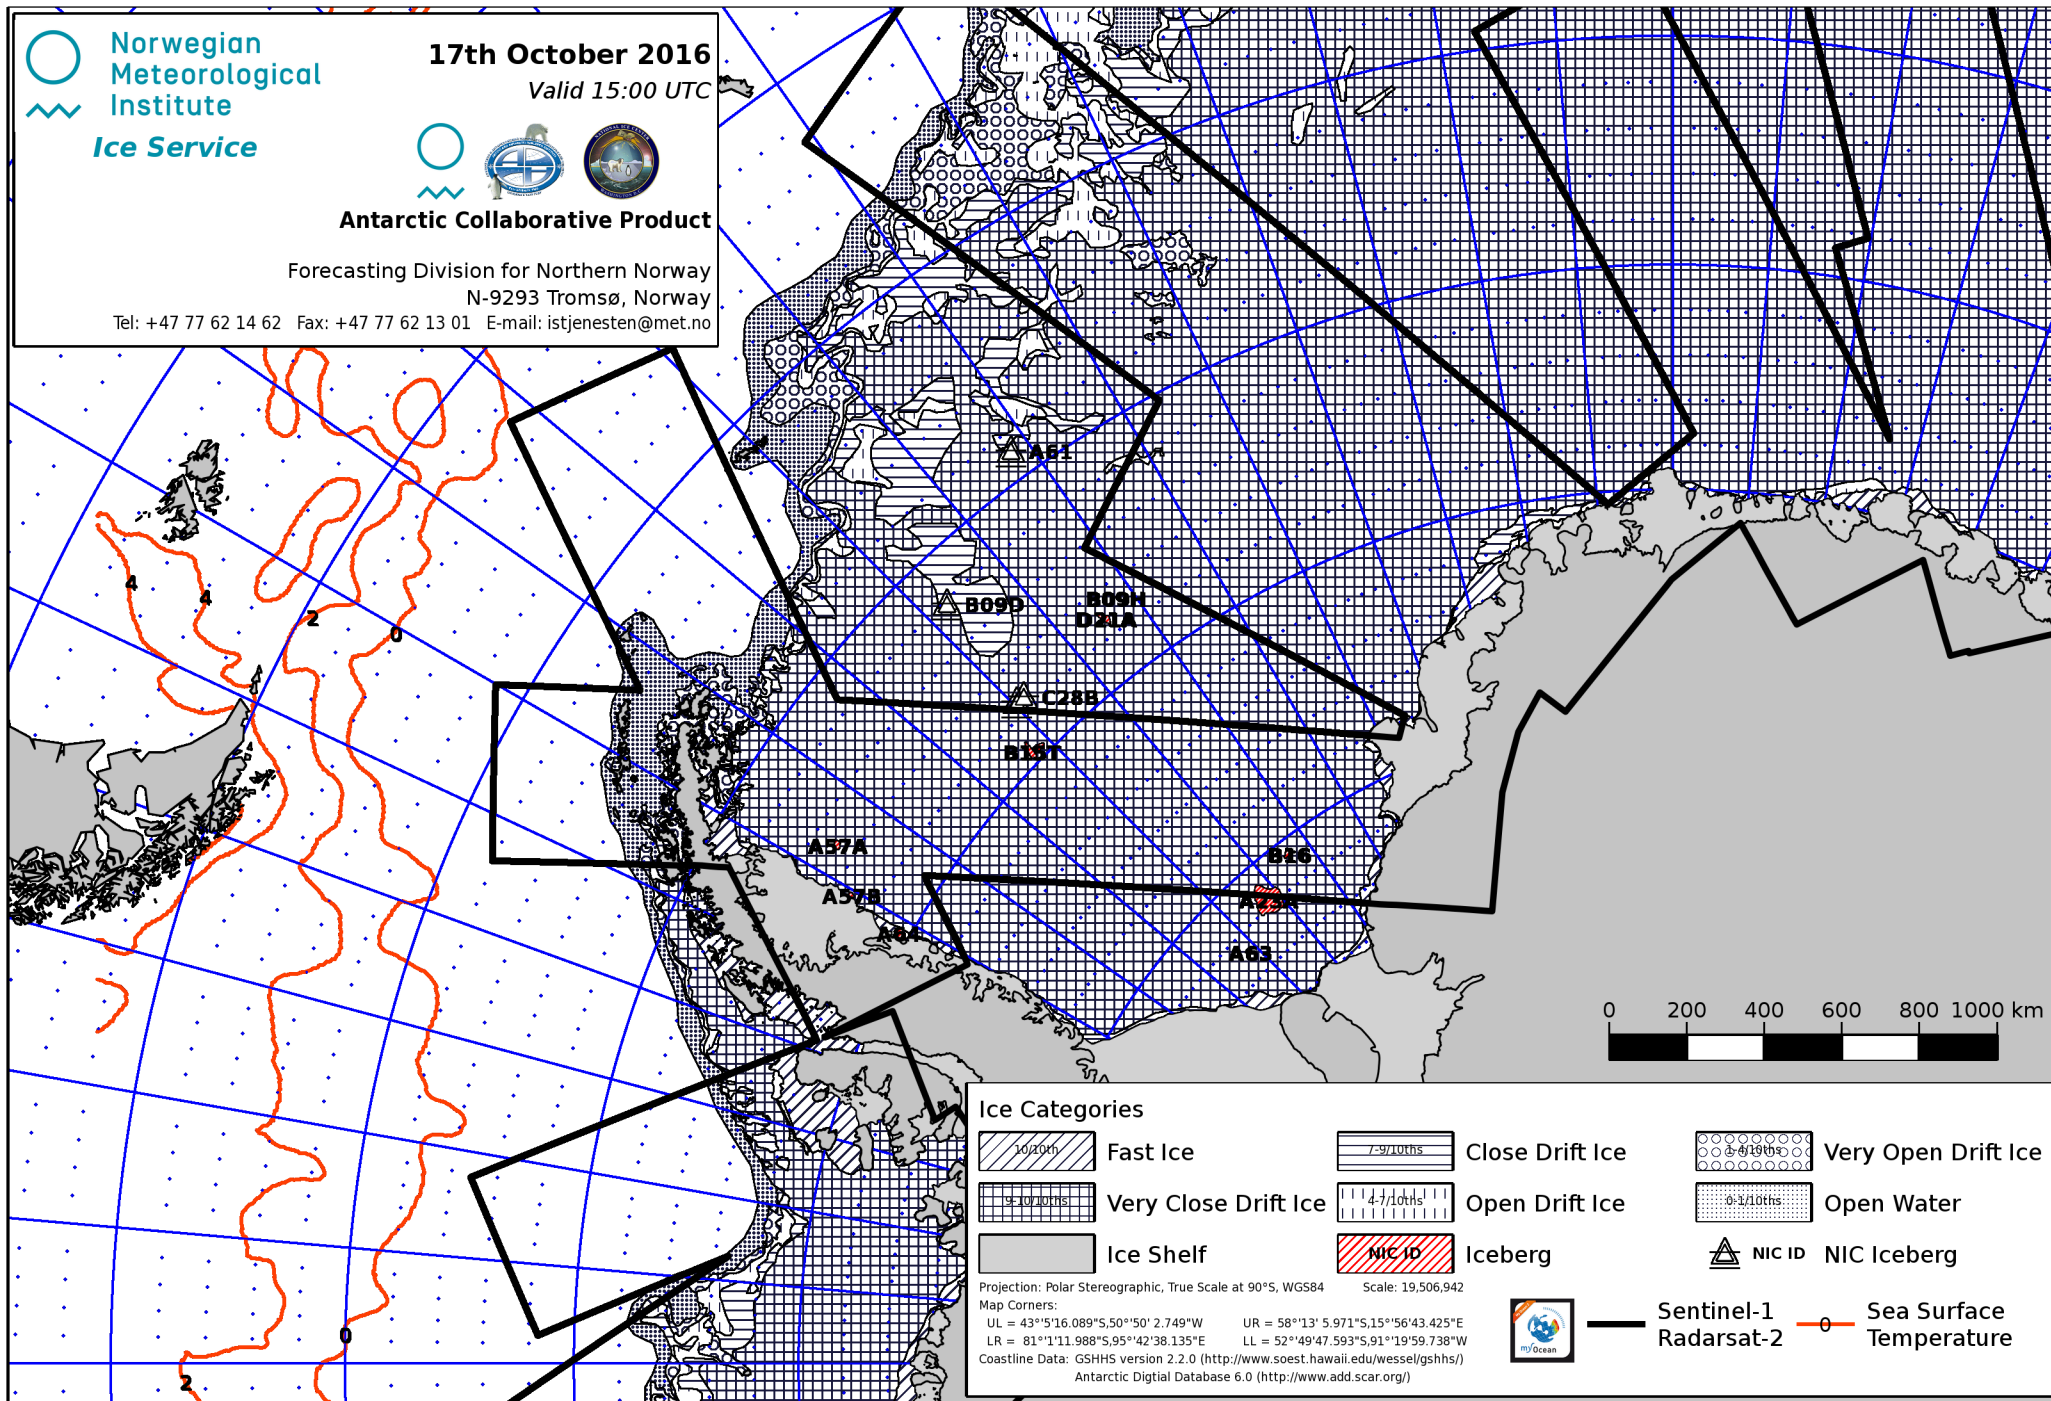 Norwegian
Meteorological
Institute
Ice Service
17th October 2016
Valid 15:00 UTC
Antarctic Collaborative Product
Forecasting Division for Northern Norway
N-9293 Tromsø, Norway
Tel: +47 77 62 14 62 Fax: +47 77 62 13 01 E-mail: istjenesten@met.no
A61
4
4
2
0
B09D
B09H
D21A
C28B
B15T
A57A
B16
A57B
A23A
A64
A63
0
2
0 200 400 600 800 1000 km
Ice Categories
10/10th Fast Ice
7-9/10ths Close Drift Ice
1-4/10ths Very Open Drift Ice
9-10/10ths Very Close Drift Ice
4-7/10ths Open Drift Ice
0-1/10ths Open Water
Ice Shelf
NIC ID Iceberg
NIC ID NIC Iceberg
Projection: Polar Stereographic, True Scale at 90°S, WGS84 Scale: 19,506,942
Map Corners:
UL = 43°'5'16.089"S,50°'50' 2.749"W UR = 58°'13' 5.971"S,15°'56'43.425"E
LR = 81°'1'11.988"S,95°'42'38.135"E LL = 52°'49'47.593"S,91°'19'59.738"W
Coastline Data: GSHHS version 2.2.0 (http://www.soest.hawaii.edu/wessel/gshhs/)
Antarctic Digtial Database 6.0 (http://www.add.scar.org/)
my Ocean
Sentinel-1
Radarsat-2
0
Sea Surface
Temperature